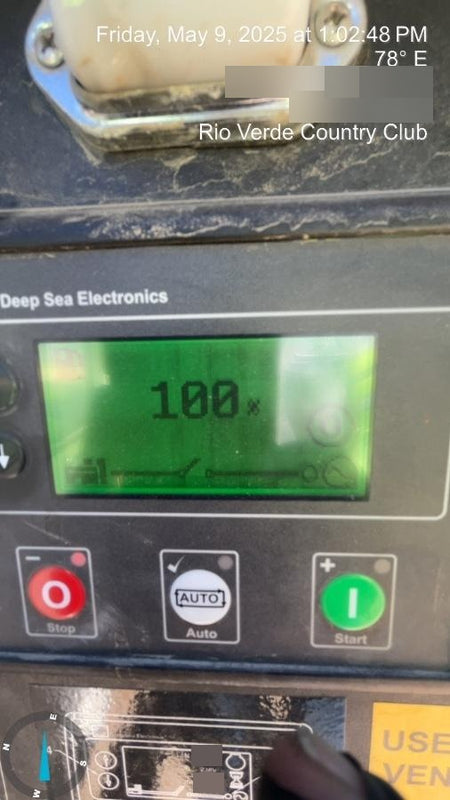 Friday, May 9, 2025 at 1:02:48 PM
78° E
Rio Verde Country Club
Deep Sea Electronics
100%
- O Stop
✓ AUTO Auto
+ I Start
USE
VEN
N E S W